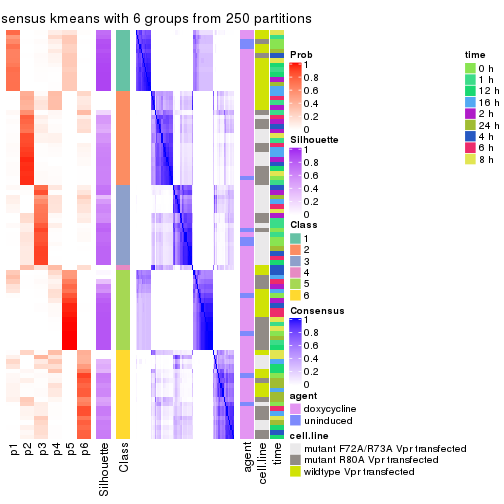 sensus kmeans with 6 groups from 250 partitions
Prob
1
0.8
0.6
0.4
0.2
0
Silhouette
1
0.8
0.6
0.4
0.2
0
Class
1
2
3
4
5
6
Consensus
1
0.8
0.6
0.4
0.2
0
agent
doxycycline
uninduced
cell.line
mutant F72A/R73A Vpr transfected
mutant R80A Vpr transfected
wildtype Vpr transfected
time
0 h
1 h
12 h
16 h
2 h
24 h
4 h
6 h
8 h
p1
p2
p3
p4
p5
p6
Silhouette
Class
agent
cell.line
time